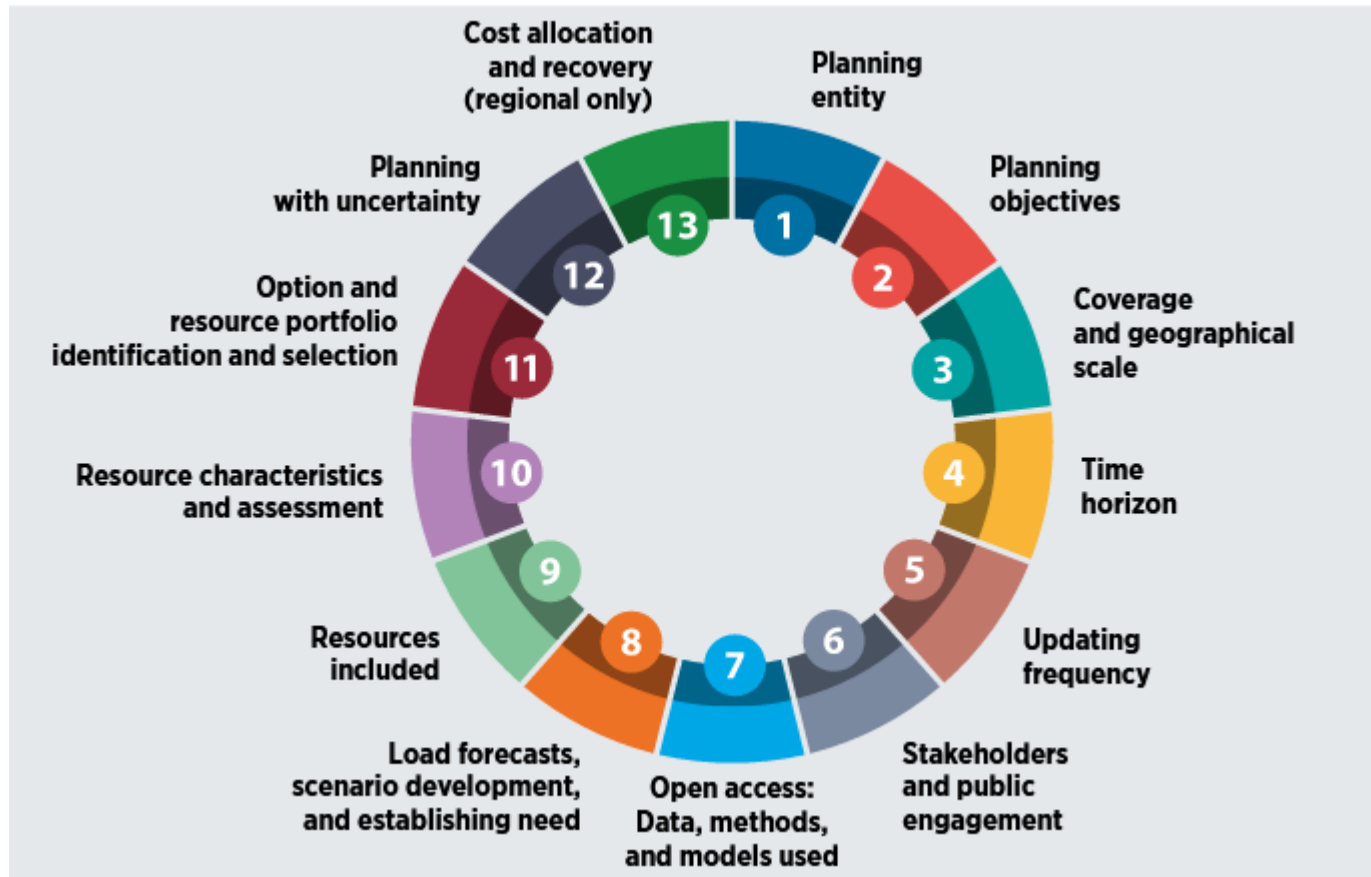 Cost allocation
and recovery
(regional only)
Planning
entity
Planning
with uncertainty
Planning
objectives
Option and
resource portfolio
identification and selection
Coverage
and geographical
scale
Resource characteristics
and assessment
Time
horizon
Resources
included
Updating
frequency
Load forecasts,
scenario development,
and establishing need
Open access:
Data, methods,
and models used
Stakeholders
and public
engagement
13
1
12
2
11
3
10
4
9
5
8
7
6